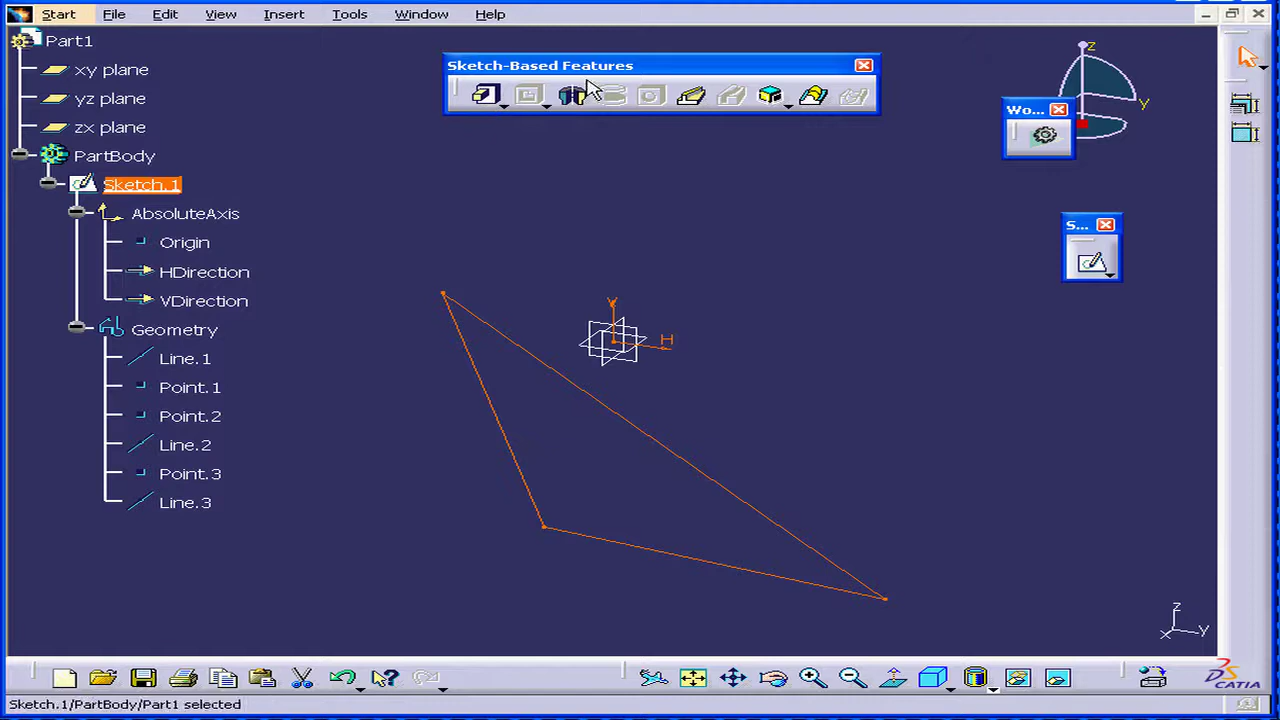 Start File Edit View Insert Tools Window Help
Part1
xy plane
yz plane
zx plane
PartBody
Sketch.1
AbsoluteAxis
Origin
HDirection
VDirection
Geometry
Line.1
Point.1
Point.2
Line.2
Point.3
Line.3
Sketch-Based Features
z
y
Wo...
S...
V
H
z
y
x
CATIA
Sketch.1/PartBody/Part1 selected